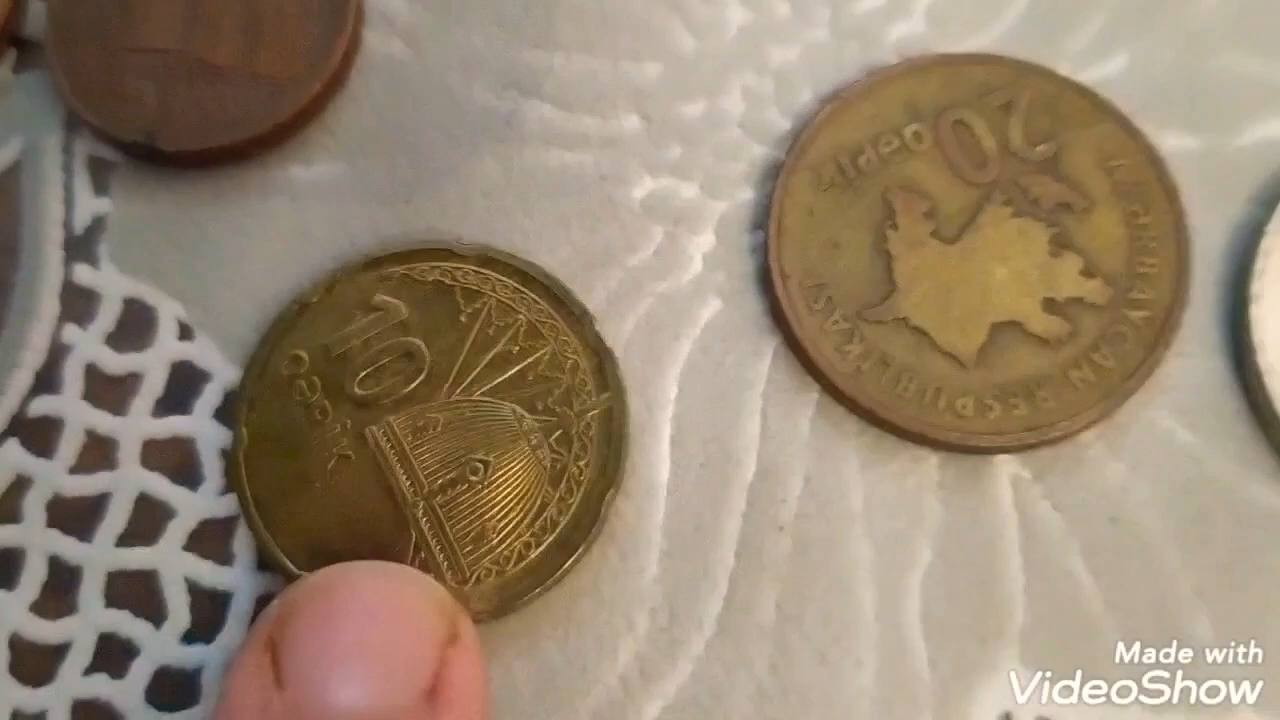 10
qəpik
20
qəpik
AZƏRBAYCAN RESPUBLİKASI
Made with
VideoShow